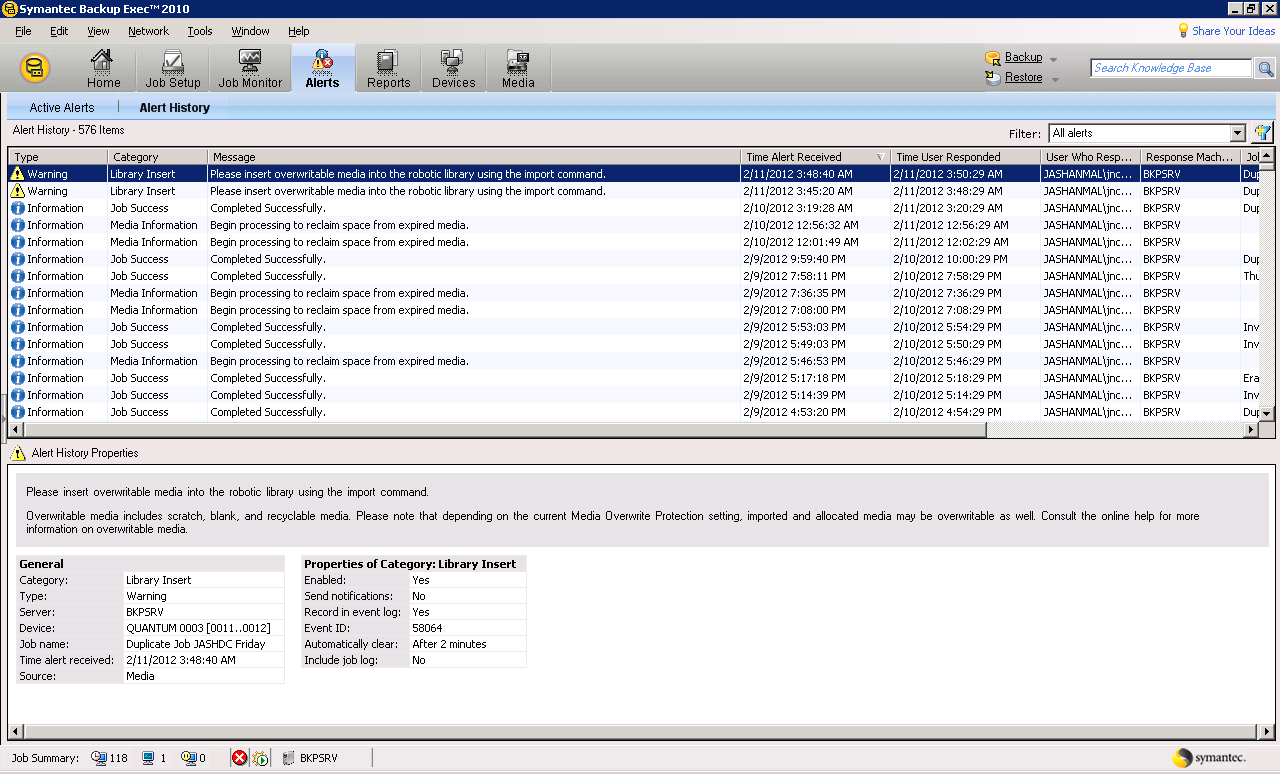 Symantec Backup Exec™ 2010
File Edit View Network Tools Window Help Share Your Ideas
Home Job Setup Job Monitor Alerts Reports Devices Media Backup Restore Search Knowledge Base
Active Alerts | Alert History
Alert History - 576 Items Filter: All alerts
Type Category Message Time Alert Received Time User Responded User Who Resp... Response Mach... Jol
Warning Library Insert Please insert overwritable media into the robotic library using the import command. 2/11/2012 3:48:40 AM 2/11/2012 3:50:29 AM JASHANMAL\jnc... BKPSRV Dup
Warning Library Insert Please insert overwritable media into the robotic library using the import command. 2/11/2012 3:45:20 AM 2/11/2012 3:48:29 AM JASHANMAL\jnc... BKPSRV Dup
Information Job Success Completed Successfully. 2/10/2012 3:19:28 AM 2/11/2012 3:20:29 AM JASHANMAL\jnc... BKPSRV Dup
Information Media Information Begin processing to reclaim space from expired media. 2/10/2012 12:56:32 AM 2/11/2012 12:56:29 AM JASHANMAL\jnc... BKPSRV
Information Media Information Begin processing to reclaim space from expired media. 2/10/2012 12:01:49 AM 2/11/2012 12:02:29 AM JASHANMAL\jnc... BKPSRV
Information Job Success Completed Successfully. 2/9/2012 9:59:40 PM 2/10/2012 10:00:29 PM JASHANMAL\jnc... BKPSRV Dup
Information Job Success Completed Successfully. 2/9/2012 7:58:11 PM 2/10/2012 7:58:29 PM JASHANMAL\jnc... BKPSRV Thu
Information Media Information Begin processing to reclaim space from expired media. 2/9/2012 7:36:35 PM 2/10/2012 7:36:29 PM JASHANMAL\jnc... BKPSRV
Information Media Information Begin processing to reclaim space from expired media. 2/9/2012 7:08:00 PM 2/10/2012 7:08:29 PM JASHANMAL\jnc... BKPSRV
Information Job Success Completed Successfully. 2/9/2012 5:53:03 PM 2/10/2012 5:54:29 PM JASHANMAL\jnc... BKPSRV Inv
Information Job Success Completed Successfully. 2/9/2012 5:49:03 PM 2/10/2012 5:50:29 PM JASHANMAL\jnc... BKPSRV Inv
Information Media Information Begin processing to reclaim space from expired media. 2/9/2012 5:46:53 PM 2/10/2012 5:46:29 PM JASHANMAL\jnc... BKPSRV
Information Job Success Completed Successfully. 2/9/2012 5:17:18 PM 2/10/2012 5:18:29 PM JASHANMAL\jnc... BKPSRV Era
Information Job Success Completed Successfully. 2/9/2012 5:14:39 PM 2/10/2012 5:14:29 PM JASHANMAL\jnc... BKPSRV Inv
Information Job Success Completed Successfully. 2/9/2012 4:53:20 PM 2/10/2012 4:54:29 PM JASHANMAL\jnc... BKPSRV Dup
Alert History Properties
Please insert overwritable media into the robotic library using the import command.
Overwritable media includes scratch, blank, and recyclable media. Please note that depending on the current Media Overwrite Protection setting, imported and allocated media may be overwritable as well. Consult the online help for more
information on overwritable media.
General
Category: Library Insert
Type: Warning
Server: BKPSRV
Device: QUANTUM 0003 [0011..0012]
Job name: Duplicate Job JASHDC Friday
Time alert received: 2/11/2012 3:48:40 AM
Source: Media
Properties of Category: Library Insert
Enabled: Yes
Send notifications: No
Record in event log: Yes
Event ID: 58064
Automatically clear: After 2 minutes
Include job log: No
Job Summary: 118 1 0 BKPSRV symantec.